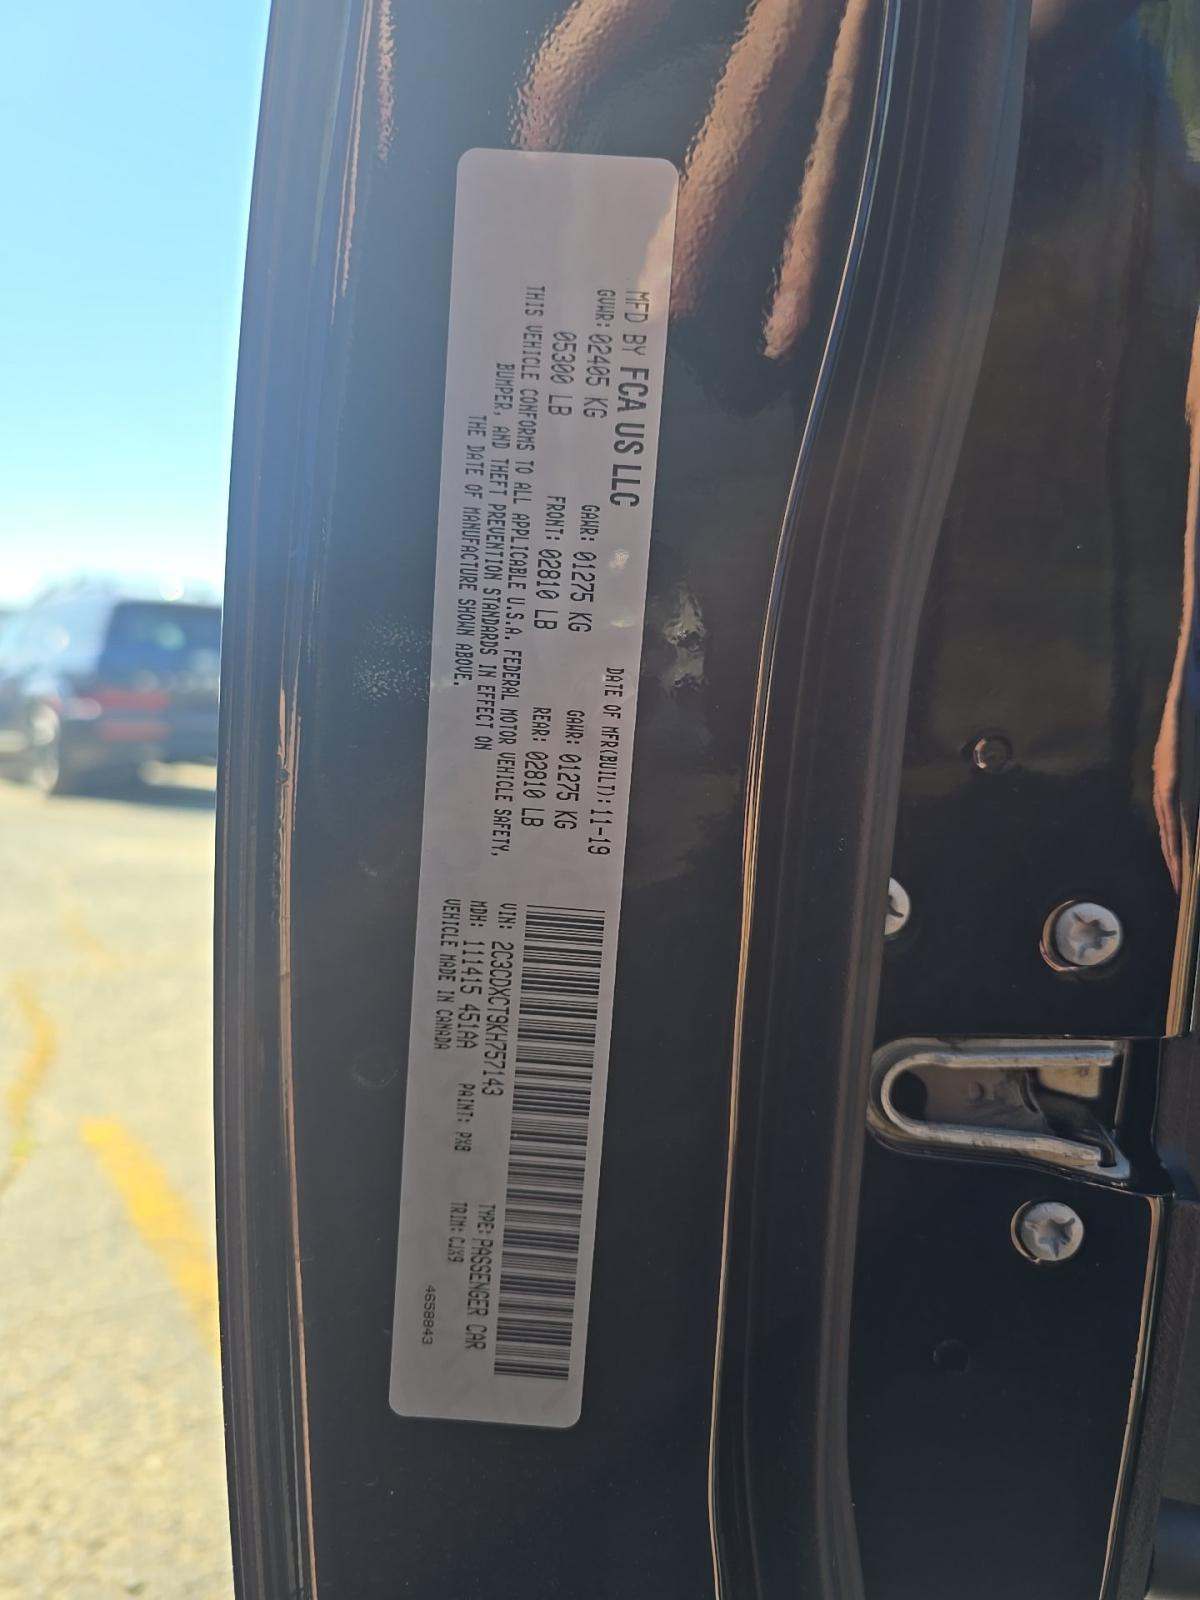 MFD BY FCA US LLC
DATE OF MFR(BUILT): 11-19
GVWR: 02405 KG
GAWR: 01275 KG
GAWR: 01275 KG
05300 LB
FRONT: 02810 LB
REAR: 02810 LB
THIS VEHICLE CONFORMS TO ALL APPLICABLE U.S.A. FEDERAL MOTOR VEHICLE SAFETY,
BUMPER, AND THEFT PREVENTION STANDARDS IN EFFECT ON
THE DATE OF MANUFACTURE SHOWN ABOVE.
VIN: 2C3CDXCT9KH757143
TYPE: PASSENGER CAR
MDH: 111415 451AA
PAINT: PX8
TRIM: CJX9
VEHICLE MADE IN CANADA
4658843